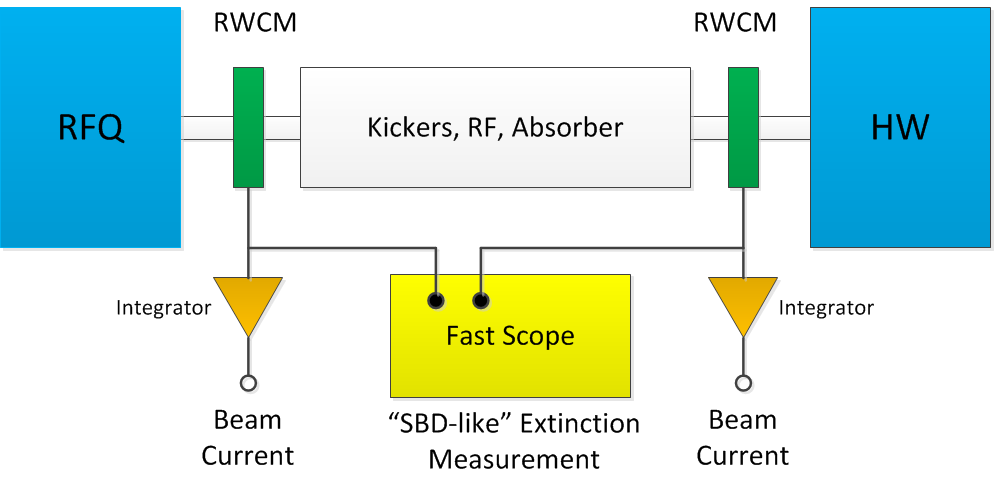 RWCM
RWCM
RFQ
Kickers, RF, Absorber
HW
Integrator
Integrator
Fast Scope
Beam
Current
“SBD-like” Extinction
Measurement
Beam
Current